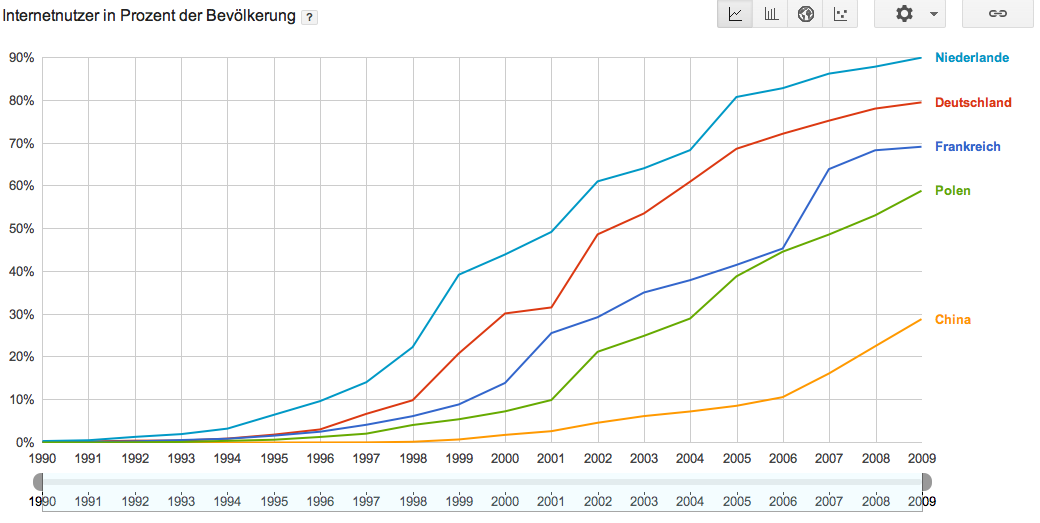 Internetnutzer in Prozent der Bevölkerung ?
90%
Niederlande
80%
Deutschland
70%
Frankreich
60%
Polen
50%
40%
30%
China
20%
10%
0%
1990 1991 1992 1993 1994 1995 1996 1997 1998 1999 2000 2001 2002 2003 2004 2005 2006 2007 2008 2009
1990 1991 1992 1993 1994 1995 1996 1997 1998 1999 2000 2001 2002 2003 2004 2005 2006 2007 2008 2009